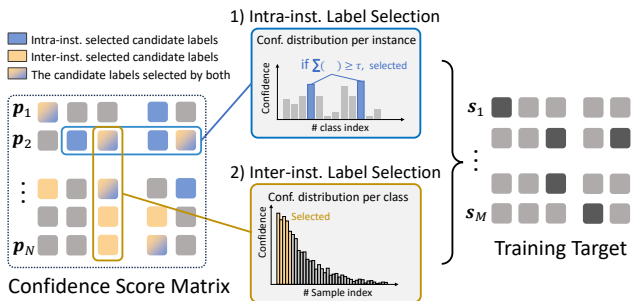 1) Intra-inst. Label Selection
Intra-inst. selected candidate labels
Inter-inst. selected candidate labels
The candidate labels selected by both
Conf. distribution per instance
if ∑( ) ≥ τ, selected
Confidence
# class index
p1
p2
⋮
pN
Confidence Score Matrix
2) Inter-inst. Label Selection
Conf. distribution per class
Selected
Confidence
# Sample index
s1
⋮
sM
Training Target